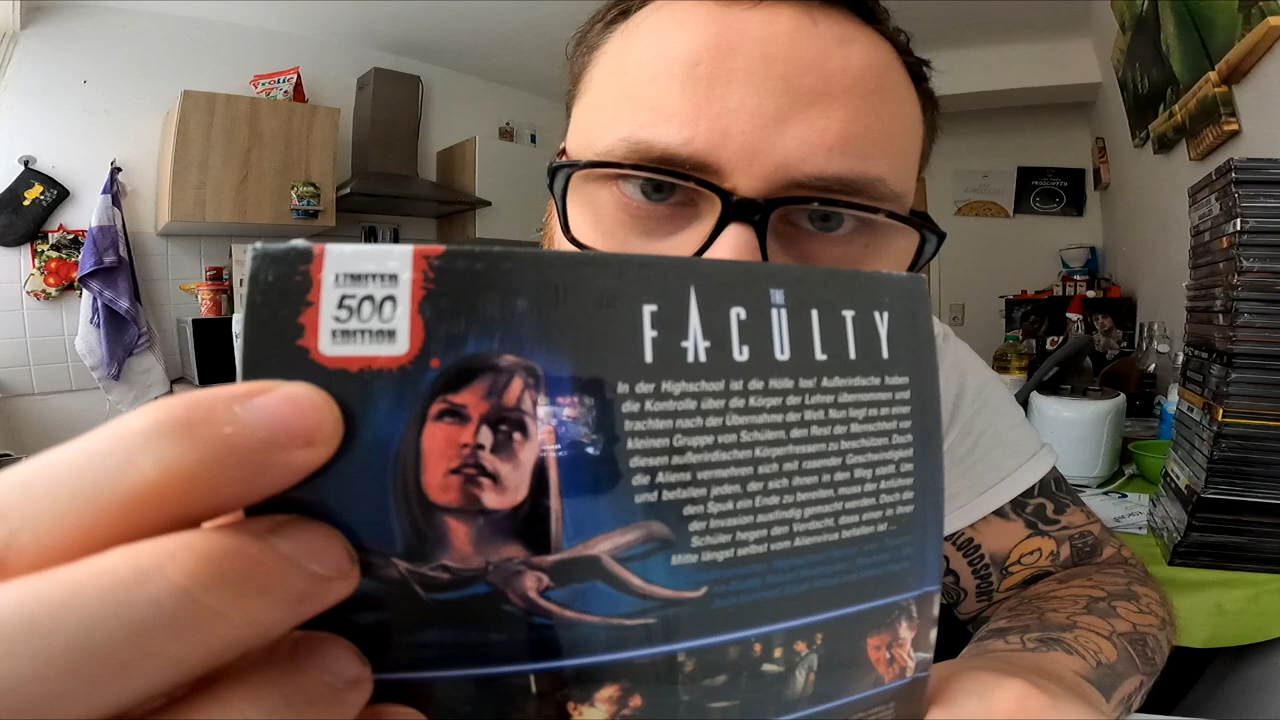 Frolic
PROSCIUTTO
LIMITED
500
EDITION
THE
FACULTY
In der Highschool ist die Hölle los! Außerirdische haben
die Kontrolle über die Körper der Lehrer übernommen und
trachten nach der Übernahme der Welt. Nun liegt es an einer
kleinen Gruppe von Schülern, den Rest der Menschheit vor
diesen außerirdischen Körperfressern zu beschützen. Doch
die Aliens vermehren sich mit rasender Geschwindigkeit
und befallen jeden, der sich ihnen in den Weg stellt. Um
den Spuk ein Ende zu bereiten, muss der Anführer
der Invasion ausfindig gemacht werden. Doch die
Schüler hegen den Verdacht, dass einer in ihrer
Mitte längst selbst vom Alienvirus befallen ist ...
BLOODSPORT